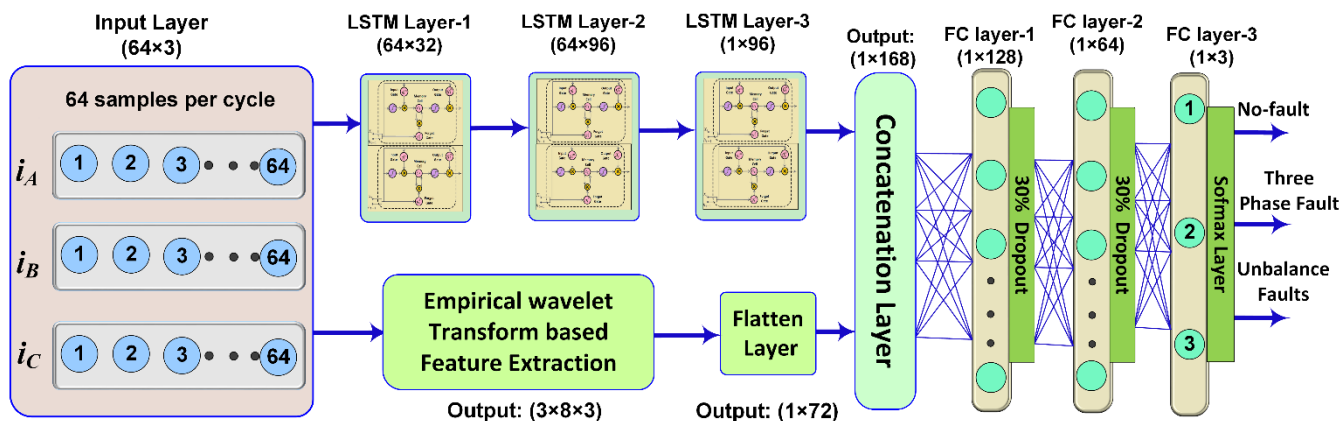 Input Layer
(64×3)
64 samples per cycle
iA
1 2 3 64
iB
1 2 3 64
iC
1 2 3 64
LSTM Layer-1
(64×32)
LSTM Layer-2
(64×96)
LSTM Layer-3
(1×96)
Empirical wavelet
Transform based
Feature Extraction
Output: (3×8×3)
Flatten
Layer
Output: (1×72)
Output:
(1×168)
Concatenation Layer
FC layer-1
(1×128)
30% Dropout
FC layer-2
(1×64)
30% Dropout
FC layer-3
(1×3)
1
2
3
Sofmax Layer
No-fault
Three
Phase Fault
Unbalance
Faults